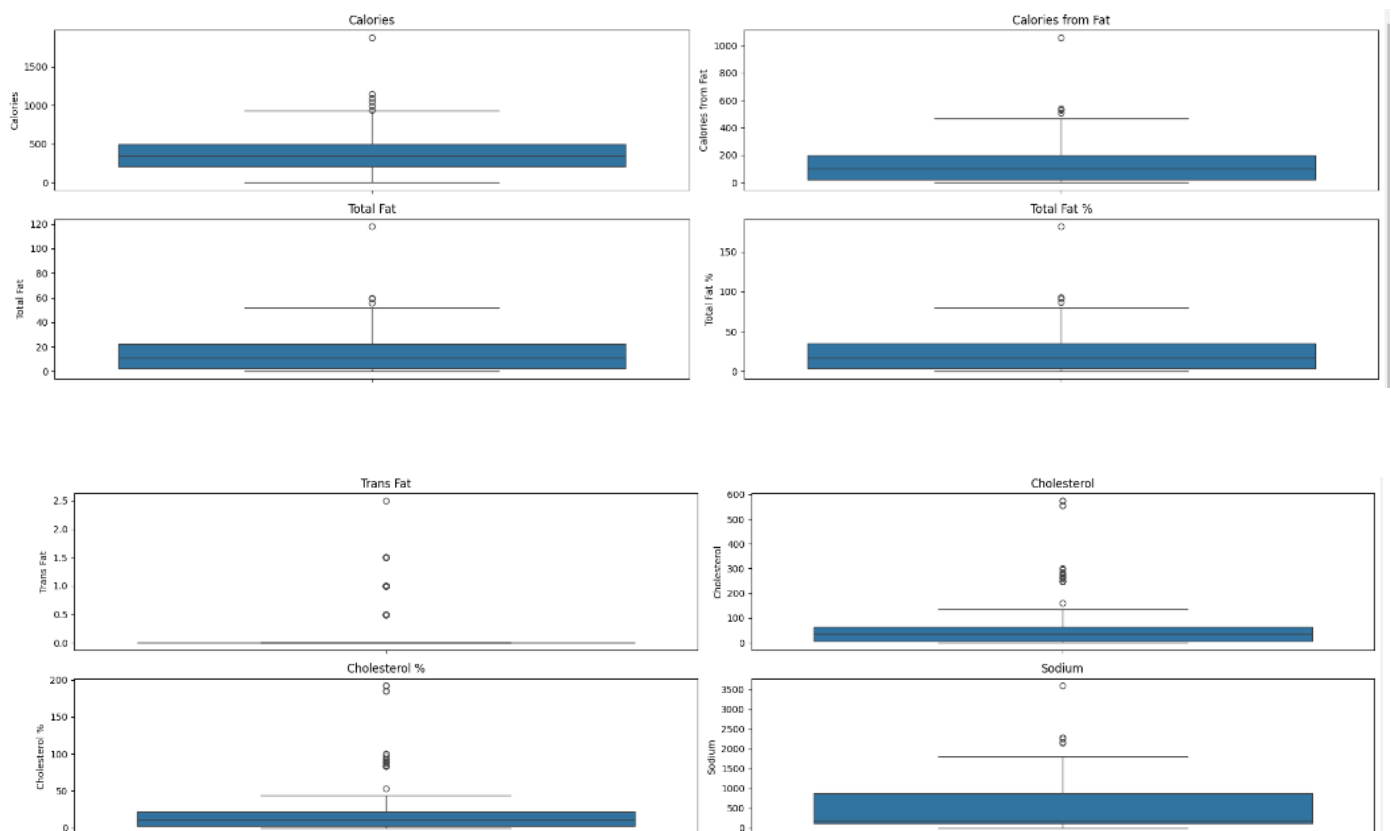 Calories
Calories
1500
1000
500
0
Calories from Fat
Calories from Fat
1000
800
600
400
200
0
Total Fat
Total Fat
120
100
80
60
40
20
0
Total Fat %
Total Fat %
150
100
50
0
Trans Fat
Trans Fat
2.5
2.0
1.5
1.0
0.5
0.0
Cholesterol
Cholesterol
600
500
400
300
200
100
0
Cholesterol %
Cholesterol %
200
150
100
50
0
Sodium
Sodium
3500
3000
2500
2000
1500
1000
500
0